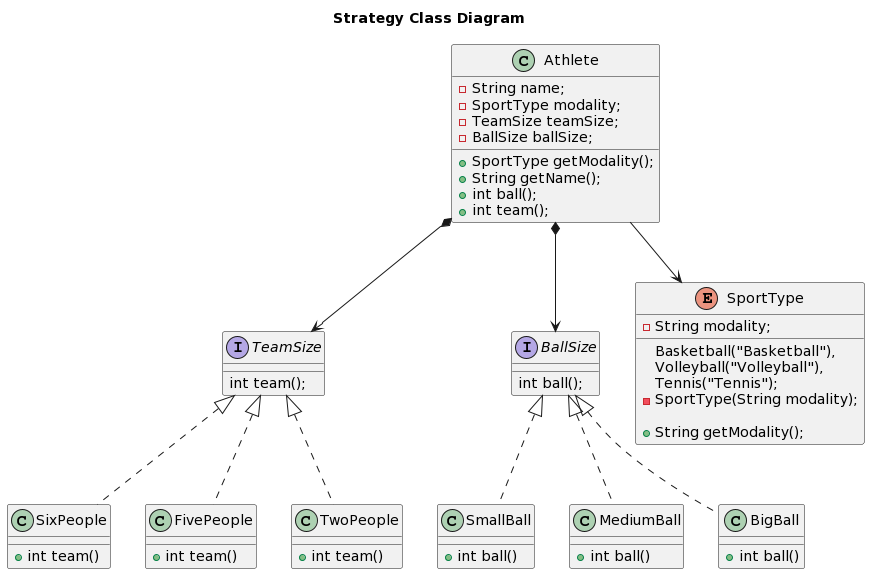 Strategy Class Diagram
C Athlete
String name;
SportType modality;
TeamSize teamSize;
BallSize ballSize;
SportType getModality();
String getName();
int ball();
int team();
I TeamSize
int team();
I BallSize
int ball();
E SportType
String modality;
Basketball("Basketball"),
Volleyball("Volleyball"),
Tennis("Tennis");
SportType(String modality);
String getModality();
C SixPeople
int team()
C FivePeople
int team()
C TwoPeople
int team()
C SmallBall
int ball()
C MediumBall
int ball()
C BigBall
int ball()